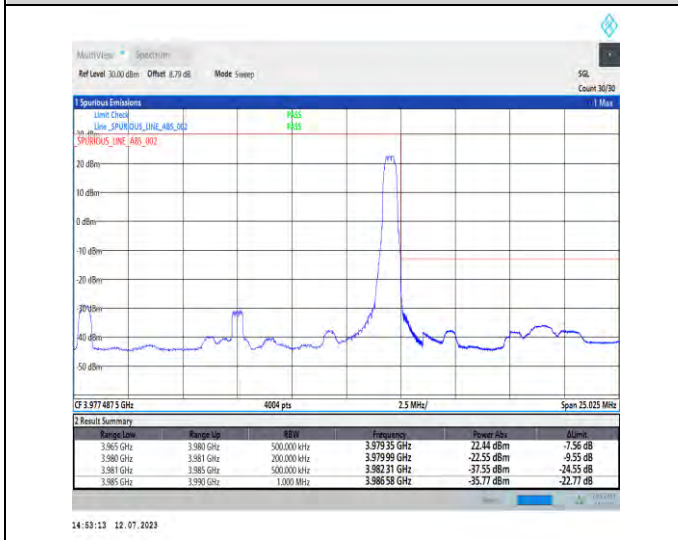 MultiView Spectrum
Ref Level 30.00 dBm Offset 8.79 dB Mode Sweep SGL
Count 30/30
1 Spurious Emissions 1 Max
Limit Check PASS
Line _SPURIOUS_LINE_ABS_002 PASS
_SPURIOUS_LINE_ABS_002
20 dBm
10 dBm
0 dBm
-10 dBm
-20 dBm
-30 dBm
-40 dBm
-50 dBm
CF 3.977 487 5 GHz 4004 pts 2.5 MHz/ Span 25.025 MHz
2 Result Summary
Range Low Range Up RBW Frequency Power Abs ΔLimit
3.965 GHz 3.980 GHz 500.000 kHz 3.979 35 GHz 22.44 dBm -7.56 dB
3.980 GHz 3.981 GHz 200.000 kHz 3.979 99 GHz -22.55 dBm -9.55 dB
3.981 GHz 3.985 GHz 500.000 kHz 3.982 31 GHz -37.55 dBm -24.55 dB
3.985 GHz 3.990 GHz 1.000 MHz 3.986 58 GHz -35.77 dBm -22.77 dB
14:53:13 12.07.2023